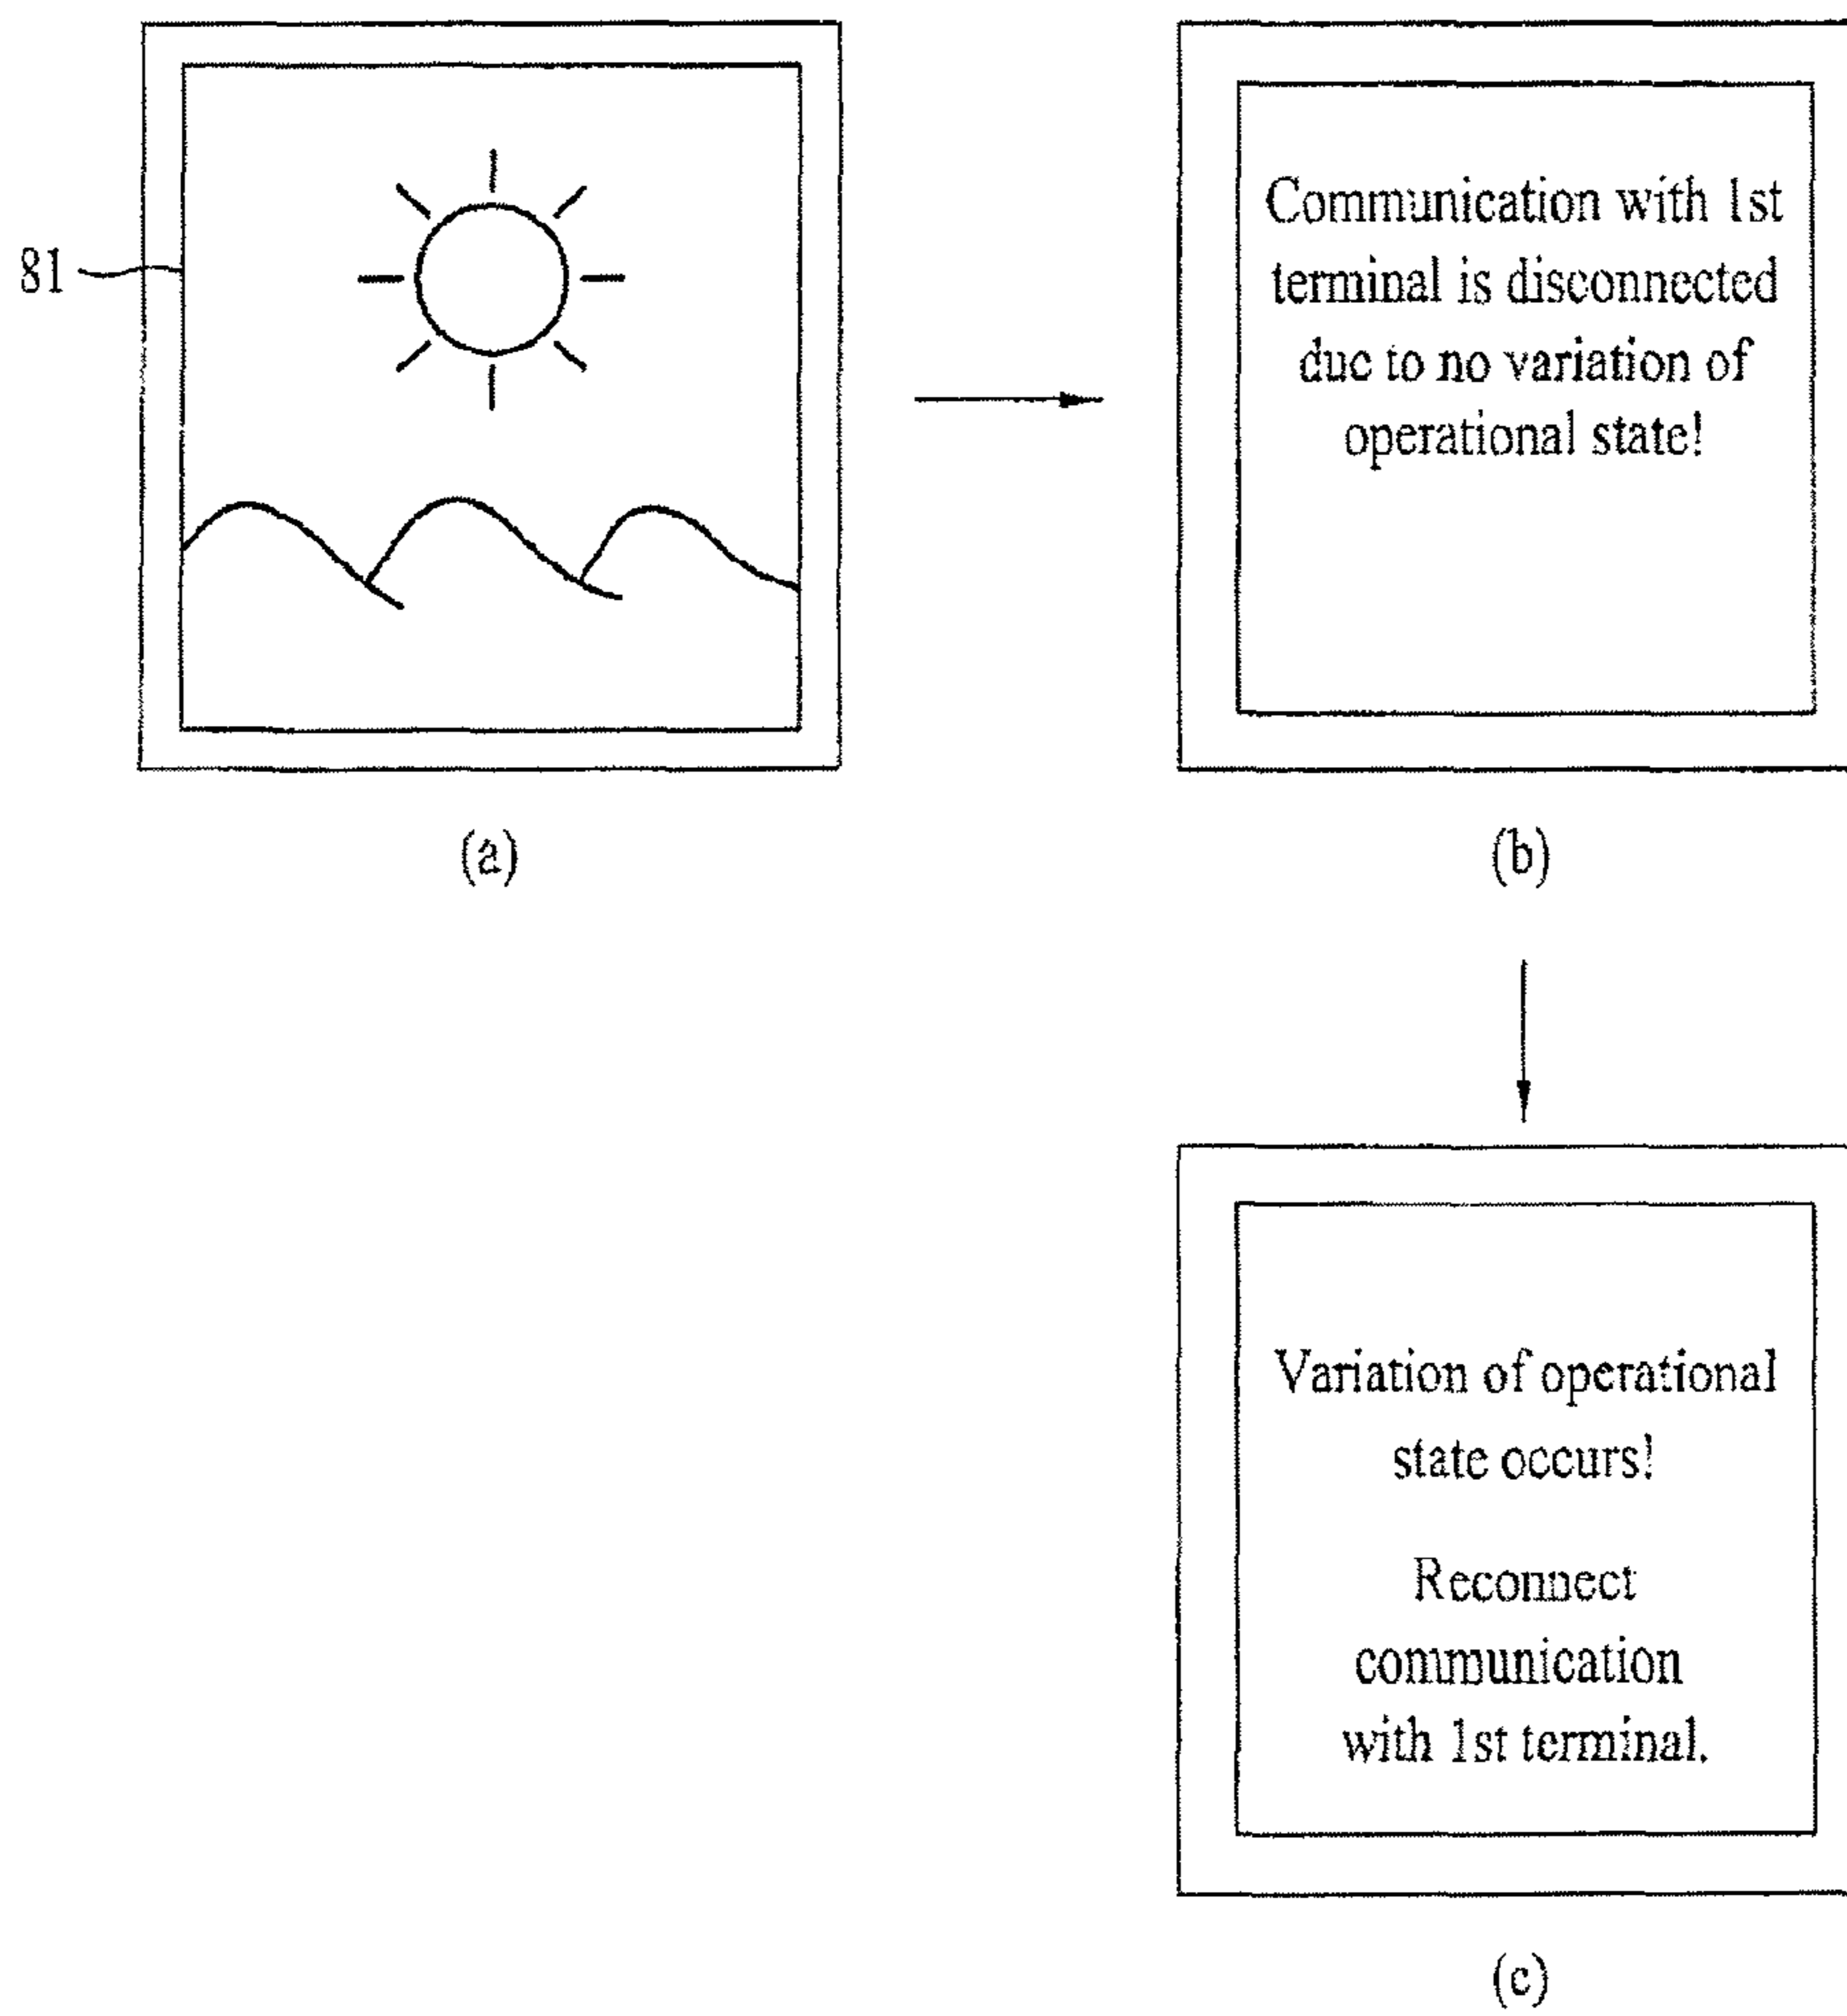 81
(a)
Communication with 1st
terminal is disconnected
due to no variation of
operational state!
(b)
Variation of operational
state occurs!
Reconnect
communication
with 1st terminal.
(c)